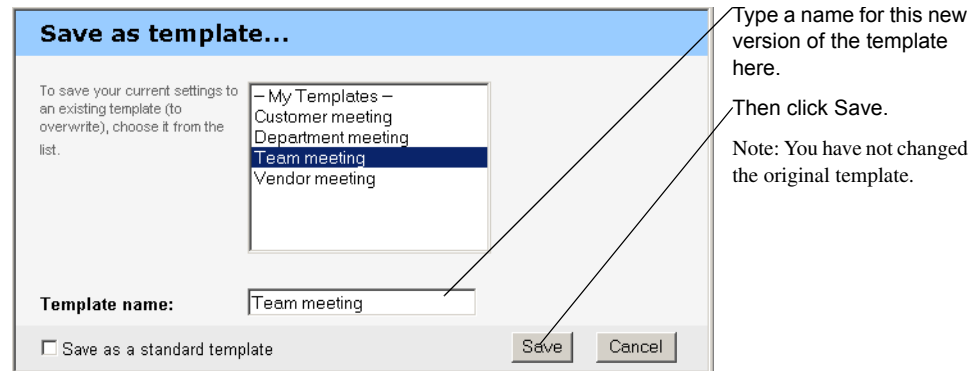 Save as template...
To save your current settings to
an existing template (to
overwrite), choose it from the
list.
– My Templates –
Customer meeting
Department meeting
Team meeting
Vendor meeting
Template name:
Team meeting
Save as a standard template
Save
Cancel
Type a name for this new
version of the template
here.
Then click Save.
Note: You have not changed
the original template.